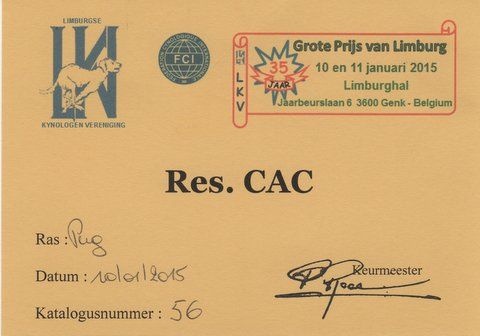 LIMBURGSE
KYNOLOGEN VERENIGING
FCI
LKV
35
JAAR
Grote Prijs van Limburg
10 en 11 januari 2015
Limburghal
Jaarbeurslaan 6 3600 Genk - Belgium
Res. CAC
Ras : Pug
Datum : 10/01/2015
Keurmeester
Katalogusnummer : 56